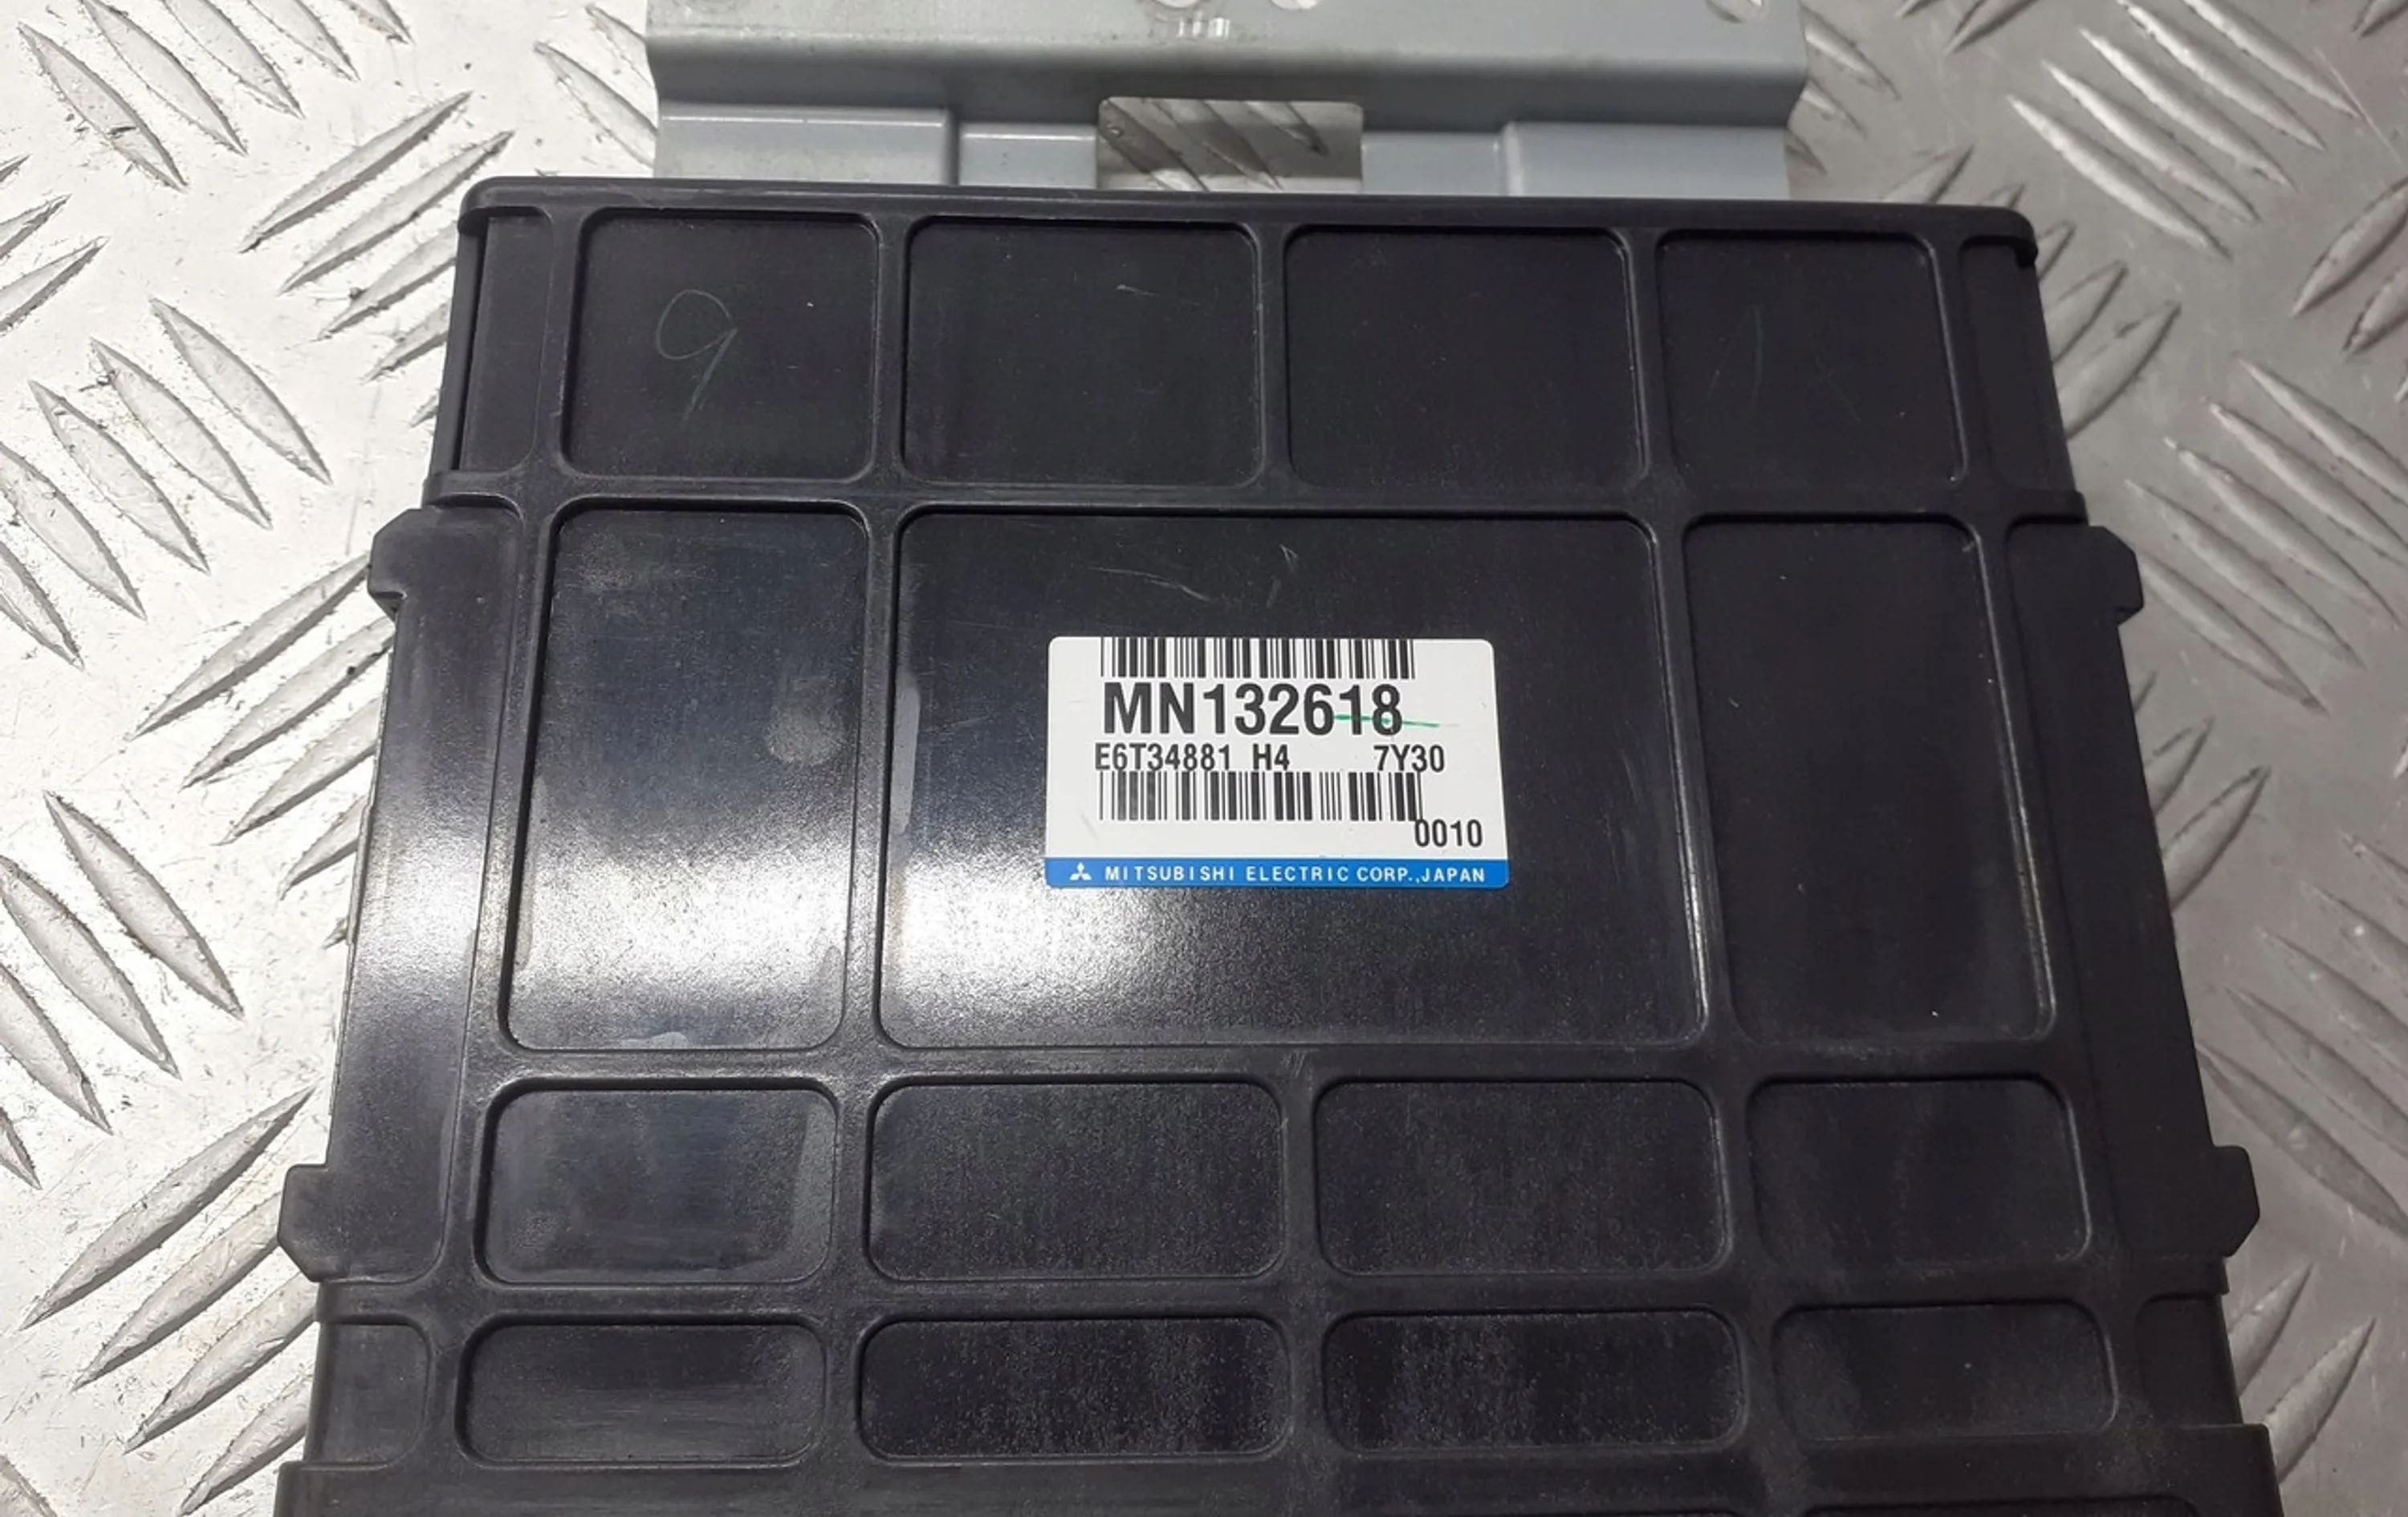 9
MN132618
E6T34881 H4 7Y30
0010
MITSUBISHI ELECTRIC CORP.,JAPAN